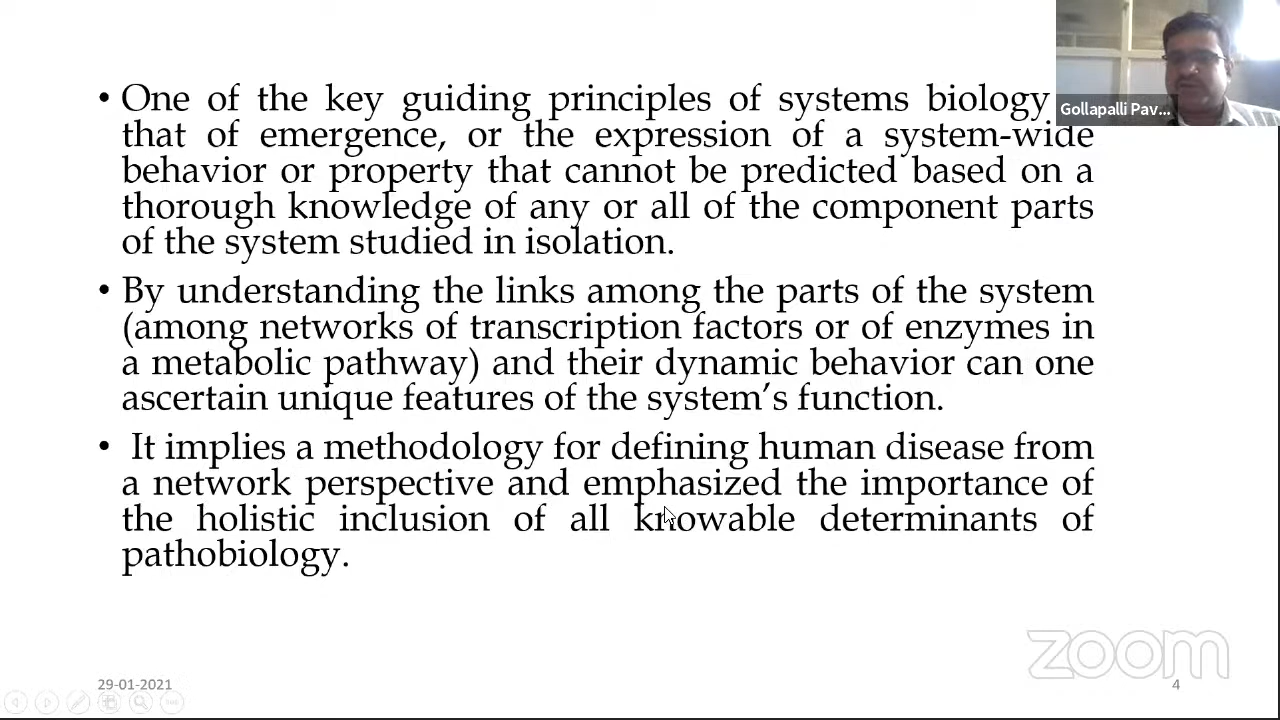 • One of the key guiding principles of systems biology
that of emergence, or the expression of a system-wide
behavior or property that cannot be predicted based on a
thorough knowledge of any or all of the component parts
of the system studied in isolation.
• By understanding the links among the parts of the system
(among networks of transcription factors or of enzymes in
a metabolic pathway) and their dynamic behavior can one
ascertain unique features of the system's function.
• It implies a methodology for defining human disease from
a network perspective and emphasized the importance of
the holistic inclusion of all knowable determinants of
pathobiology.
Gollapalli Pav...
zoom
29-01-2021
4